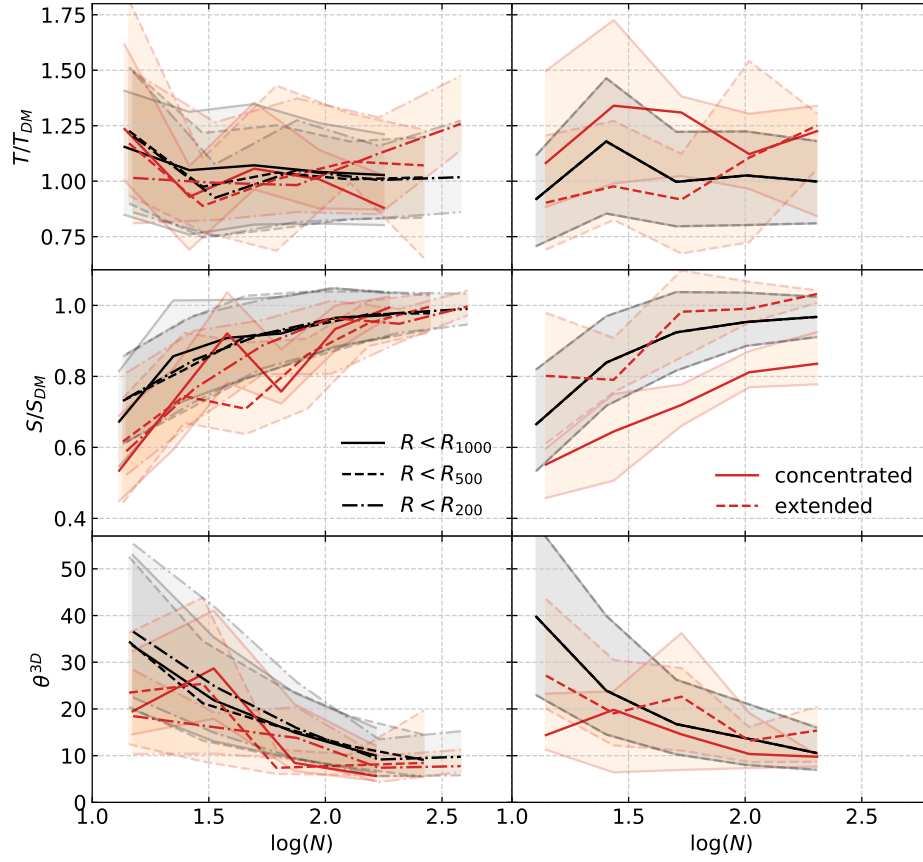 1.75
1.50
1.25
1.00
0.75
T/T_DM
1.0
0.8
0.6
0.4
S/S_DM
R < R_1000
R < R_500
R < R_200
concentrated
extended
50
40
30
20
10
0
θ^3D
1.0 1.5 2.0 2.5 1.0 1.5 2.0 2.5
log(N) log(N)